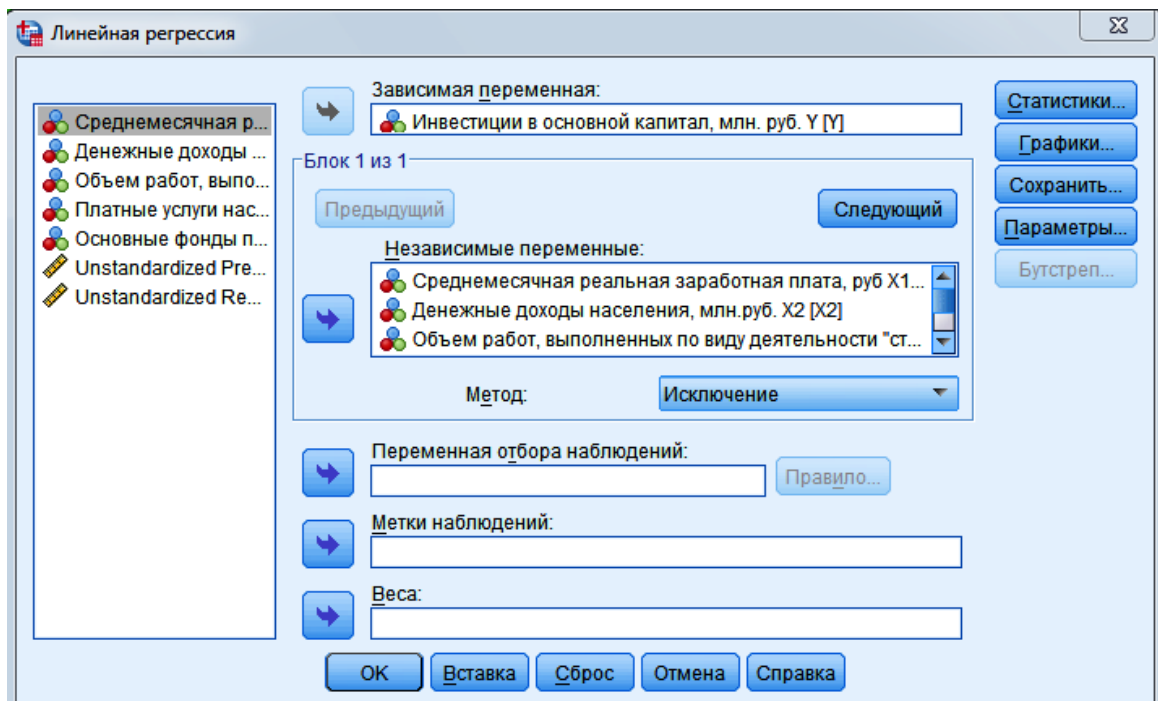 Линейная регрессия
Среднемесячная р...
Денежные доходы ...
Объем работ, выпо...
Платные услуги нас...
Основные фонды п...
Unstandardized Pre...
Unstandardized Re...
Зависимая переменная:
Инвестиции в основной капитал, млн. руб. Y [Y]
Блок 1 из 1
Предыдущий
Следующий
Независимые переменные:
Среднемесячная реальная заработная плата, руб X1...
Денежные доходы населения, млн.руб. X2 [X2]
Объем работ, выполненных по виду деятельности "ст...
Метод:
Исключение
Переменная отбора наблюдений:
Правило...
Метки наблюдений:
Веса:
Статистики...
Графики...
Сохранить...
Параметры...
Бутстреп...
OK
Вставка
Сброс
Отмена
Справка